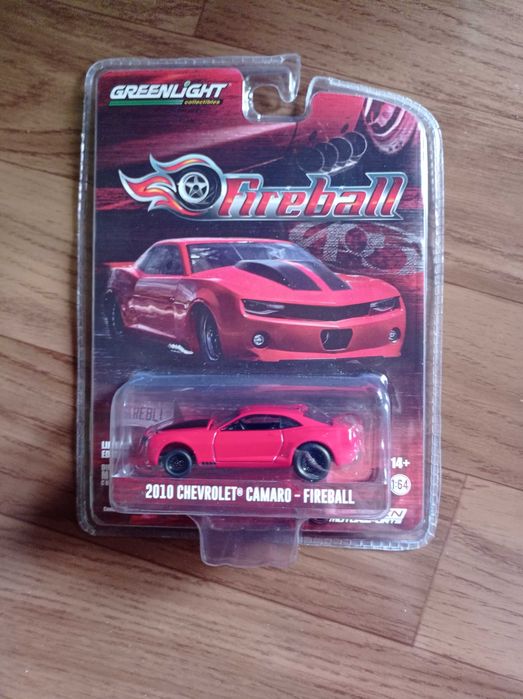 GREENLiGHT
collectibles
Fireball
14+
1:64
2010 CHEVROLET® CAMARO - FIREBALL